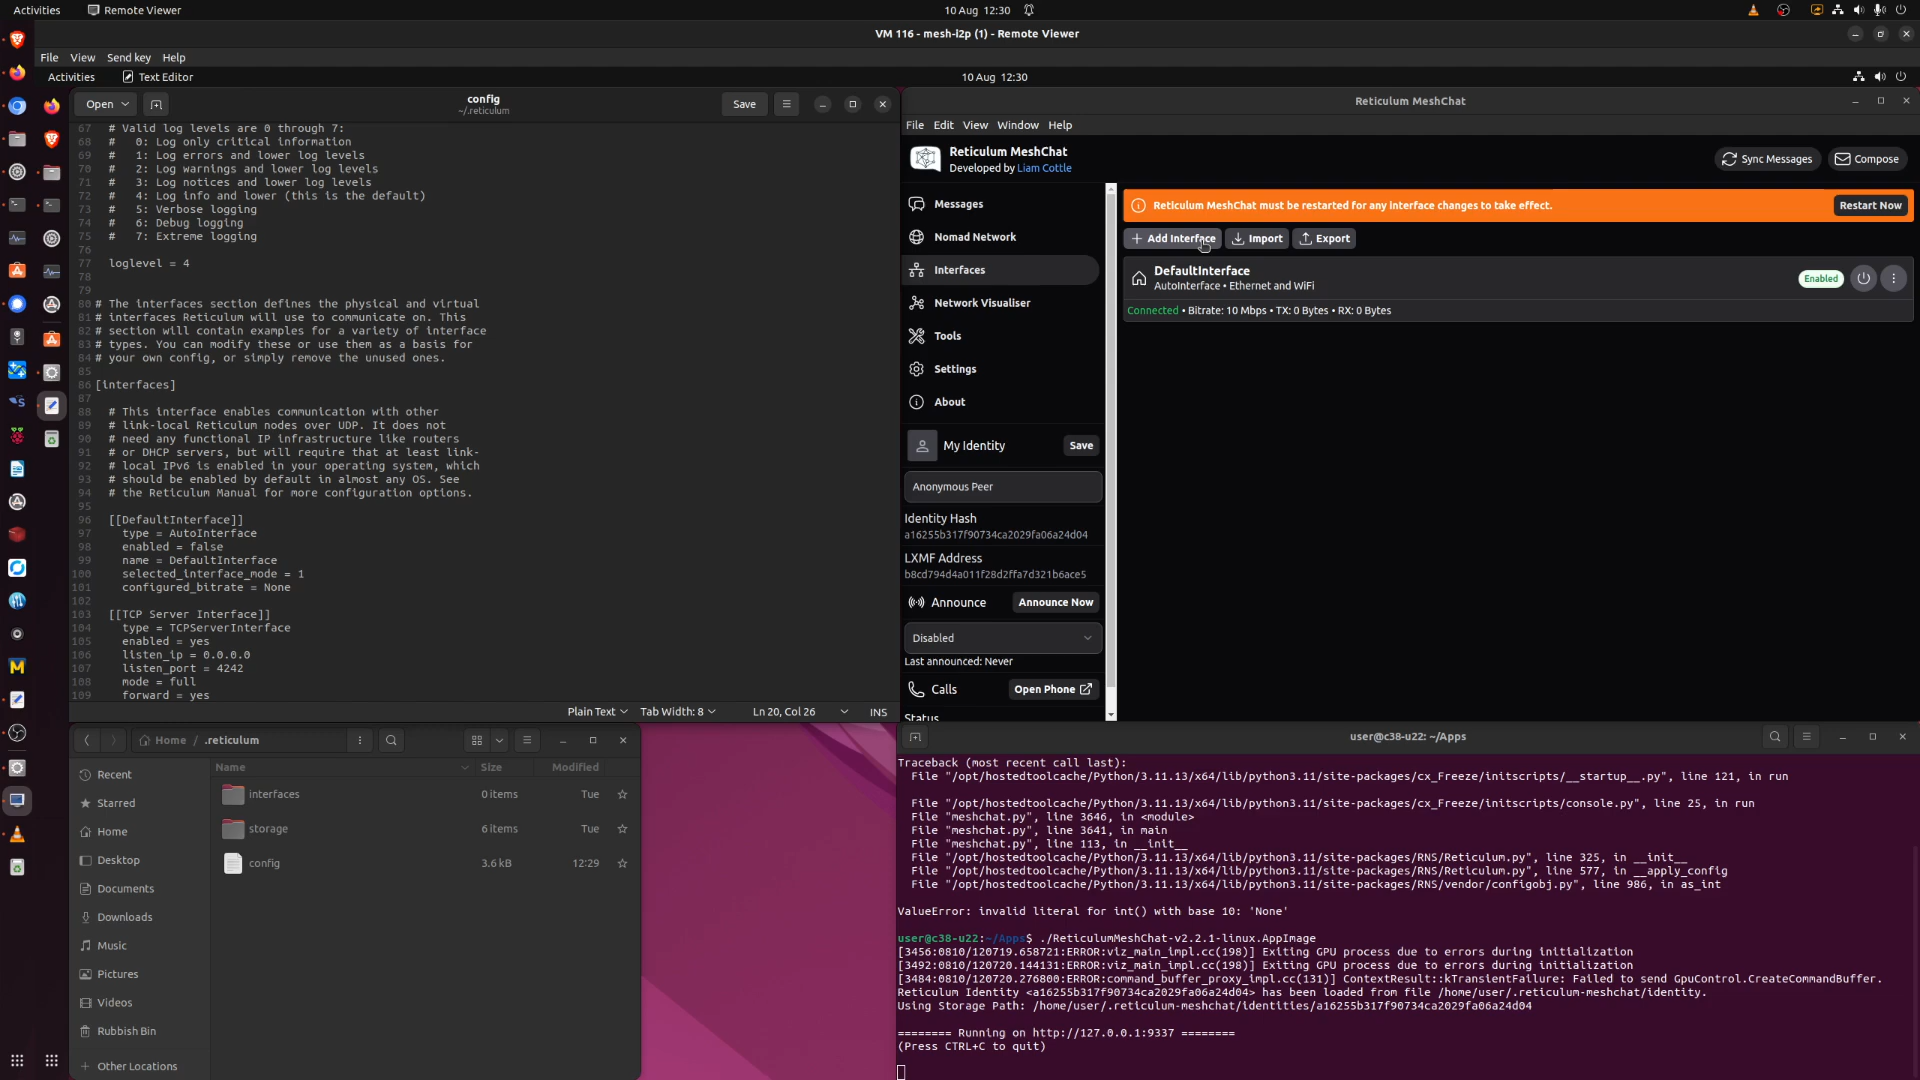 Activities
Remote Viewer
10 Aug 12:30
VM 116 - mesh-i2p (1) - Remote Viewer
File View Send key Help
Activities
Text Editor
10 Aug 12:30
Open
config
~/.reticulum
Save
67 # Valid log levels are 0 through 7:
68 #   0: Log only critical information
69 #   1: Log errors and lower log levels
70 #   2: Log warnings and lower log levels
71 #   3: Log notices and lower log levels
72 #   4: Log info and lower (this is the default)
73 #   5: Verbose logging
74 #   6: Debug logging
75 #   7: Extreme logging
76
77 loglevel = 4
78
79
80 # The interfaces section defines the physical and virtual
81 # interfaces Reticulum will use to communicate on. This
82 # section will contain examples for a variety of interface
83 # types. You can modify these or use them as a basis for
84 # your own config, or simply remove the unused ones.
85
86 [interfaces]
87
88 # This interface enables communication with other
89 # link-local Reticulum nodes over UDP. It does not
90 # need any functional IP infrastructure like routers
91 # or DHCP servers, but will require that at least link-
92 # local IPv6 is enabled in your operating system, which
93 # should be enabled by default in almost any OS. See
94 # the Reticulum Manual for more configuration options.
95
96 [[DefaultInterface]]
97 type = AutoInterface
98 enabled = false
99 name = DefaultInterface
100 selected_interface_mode = 1
101 configured_bitrate = None
102
103 [[TCP Server Interface]]
104 type = TCPServerInterface
105 enabled = yes
106 listen_ip = 0.0.0.0
107 listen_port = 4242
108 mode = full
109 forward = yes
Plain Text
Tab Width: 8
Ln 20, Col 26
INS
Reticulum MeshChat
File Edit View Window Help
Reticulum MeshChat
Developed by Liam Cottle
Sync Messages
Compose
Messages
Nomad Network
Interfaces
Network Visualiser
Tools
Settings
About
My Identity
Save
Anonymous Peer
Identity Hash
a16255b317f90734ca2029fa06a24d04
LXMF Address
b8cd794d4a011f28d2ffa7d321b6ace5
Announce
Announce Now
Disabled
Last announced: Never
Calls
Open Phone
Status
Reticulum MeshChat must be restarted for any interface changes to take effect.
Restart Now
Add Interface
Import
Export
DefaultInterface
AutoInterface • Ethernet and WiFi
Enabled
Connected • Bitrate: 10 Mbps • TX: 0 Bytes • RX: 0 Bytes
Home / .reticulum
Recent
Starred
Home
Desktop
Documents
Downloads
Music
Pictures
Videos
Rubbish Bin
Other Locations
Name Size Modified
interfaces 0 items Tue
storage 6 items Tue
config 3.6 kB 12:29
user@c38-u22: ~/Apps
Traceback (most recent call last):
File "/opt/hostedtoolcache/Python/3.11.13/x64/lib/python3.11/site-packages/cx_Freeze/initscripts/__startup__.py", line 121, in run
File "/opt/hostedtoolcache/Python/3.11.13/x64/lib/python3.11/site-packages/cx_Freeze/initscripts/console.py", line 25, in run
File "meshchat.py", line 3646, in <module>
File "meshchat.py", line 3641, in main
File "meshchat.py", line 113, in __init__
File "/opt/hostedtoolcache/Python/3.11.13/x64/lib/python3.11/site-packages/RNS/Reticulum.py", line 325, in __init__
File "/opt/hostedtoolcache/Python/3.11.13/x64/lib/python3.11/site-packages/RNS/Reticulum.py", line 577, in __apply_config
File "/opt/hostedtoolcache/Python/3.11.13/x64/lib/python3.11/site-packages/RNS/vendor/configobj.py", line 986, in as_int
ValueError: invalid literal for int() with base 10: 'None'
user@c38-u22:~/Apps$ ./ReticulumMeshChat-v2.2.1-linux.AppImage
[3456:0810/120719.658721:ERROR:viz_main_impl.cc(198)] Exiting GPU process due to errors during initialization
[3492:0810/120720.144131:ERROR:viz_main_impl.cc(198)] Exiting GPU process due to errors during initialization
[3484:0810/120720.276800:ERROR:command_buffer_proxy_impl.cc(131)] ContextResult::kTransientFailure: Failed to send GpuControl.CreateCommandBuffer.
Reticulum Identity <a16255b317f90734ca2029fa06a24d04> has been loaded from file /home/user/.reticulum-meshchat/identity.
Using Storage Path: /home/user/.reticulum-meshchat/identities/a16255b317f90734ca2029fa06a24d04
======== Running on http://127.0.0.1:9337 ========
(Press CTRL+C to quit)